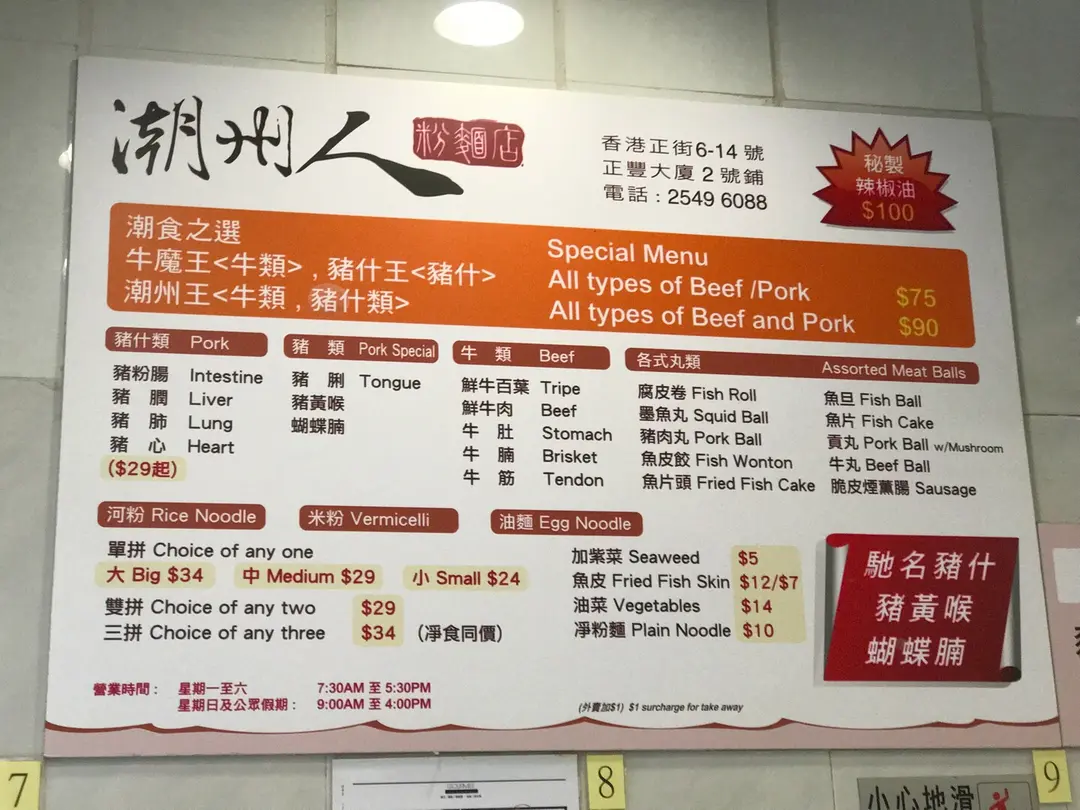 潮州人 粉麵店
香港正街6-14 號
正豐大廈 2 號鋪
電話 : 2549 6088
秘製
辣椒油
$100
潮食之選
牛魔王<牛類> , 豬什王<豬什>
潮州王<牛類 , 豬什類>
Special Menu
All types of Beef /Pork $75
All types of Beef and Pork $90
豬什類 Pork
豬粉腸 Intestine
豬膶 Liver
豬肺 Lung
豬心 Heart
($29起)
豬類 Pork Special
豬脷 Tongue
豬黃喉
蝴蝶腩
牛類 Beef
鮮牛百葉 Tripe
鮮牛肉 Beef
牛肚 Stomach
牛腩 Brisket
牛筋 Tendon
各式丸類 Assorted Meat Balls
腐皮卷 Fish Roll
墨魚丸 Squid Ball
豬肉丸 Pork Ball
魚皮餃 Fish Wonton
魚片頭 Fried Fish Cake
魚旦 Fish Ball
魚片 Fish Cake
貢丸 Pork Ball w/Mushroom
牛丸 Beef Ball
脆皮煙薰腸 Sausage
河粉 Rice Noodle
米粉 Vermicelli
油麵 Egg Noodle
單拼 Choice of any one
大 Big $34 中 Medium $29 小 Small $24
雙拼 Choice of any two $29
三拼 Choice of any three $34 (凈食同價)
加紫菜 Seaweed $5
魚皮 Fried Fish Skin $12/$7
油菜 Vegetables $14
凈粉麵 Plain Noodle $10
馳名豬什
豬黃喉
蝴蝶腩
營業時間 : 星期一至六 7:30AM 至 5:30PM
星期日及公眾假期 : 9:00AM 至 4:00PM
(外賣加$1) $1 surcharge for take away
7
8
9
小心地滑